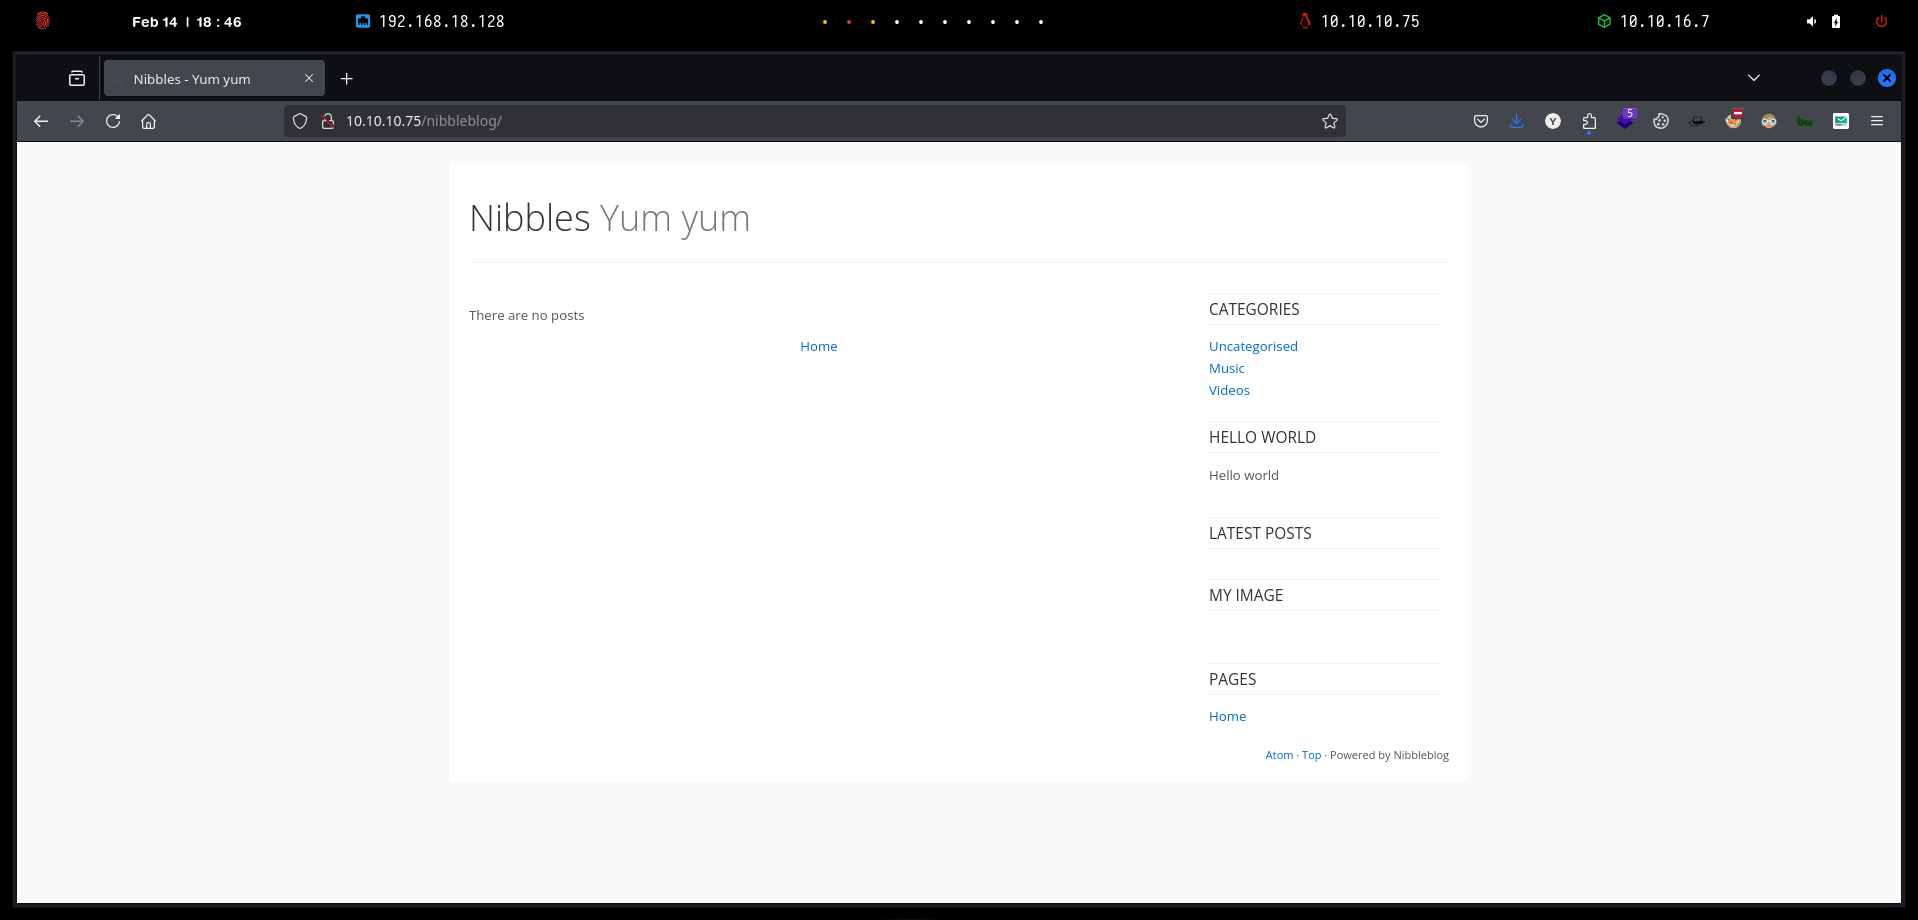 Feb 14 | 18 : 46
192.168.18.128
10.10.10.75
10.10.16.7
Nibbles - Yum yum
10.10.10.75/nibbleblog/
Y
5
bw
Nibbles Yum yum
There are no posts
Home
CATEGORIES
Uncategorised
Music
Videos
HELLO WORLD
Hello world
LATEST POSTS
MY IMAGE
PAGES
Home
Atom · Top · Powered by Nibbleblog